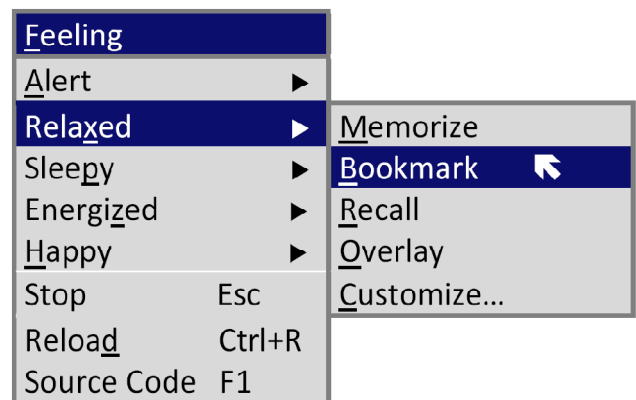 Feeling
Alert
Relaxed
Sleepy
Energized
Happy
Stop Esc
Reload Ctrl+R
Source Code F1
Memorize
Bookmark
Recall
Overlay
Customize...